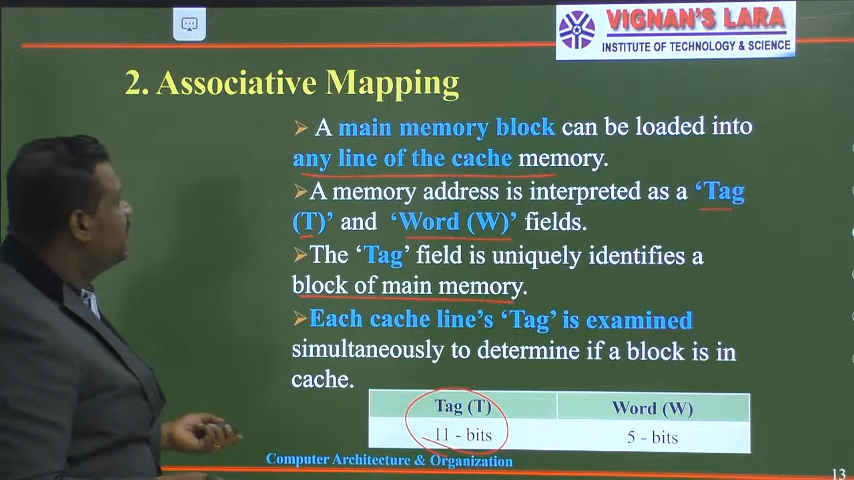 VIGNAN'S LARA
INSTITUTE OF TECHNOLOGY & SCIENCE
2. Associative Mapping
➢ A main memory block can be loaded into
any line of the cache memory.
➢ A memory address is interpreted as a ‘Tag
(T)’ and ‘Word (W)’ fields.
➢ The ‘Tag’ field is uniquely identifies a
block of main memory.
➢ Each cache line’s ‘Tag’ is examined
simultaneously to determine if a block is in
cache.
Tag (T) Word (W)
11 - bits 5 - bits
Computer Architecture & Organization
13